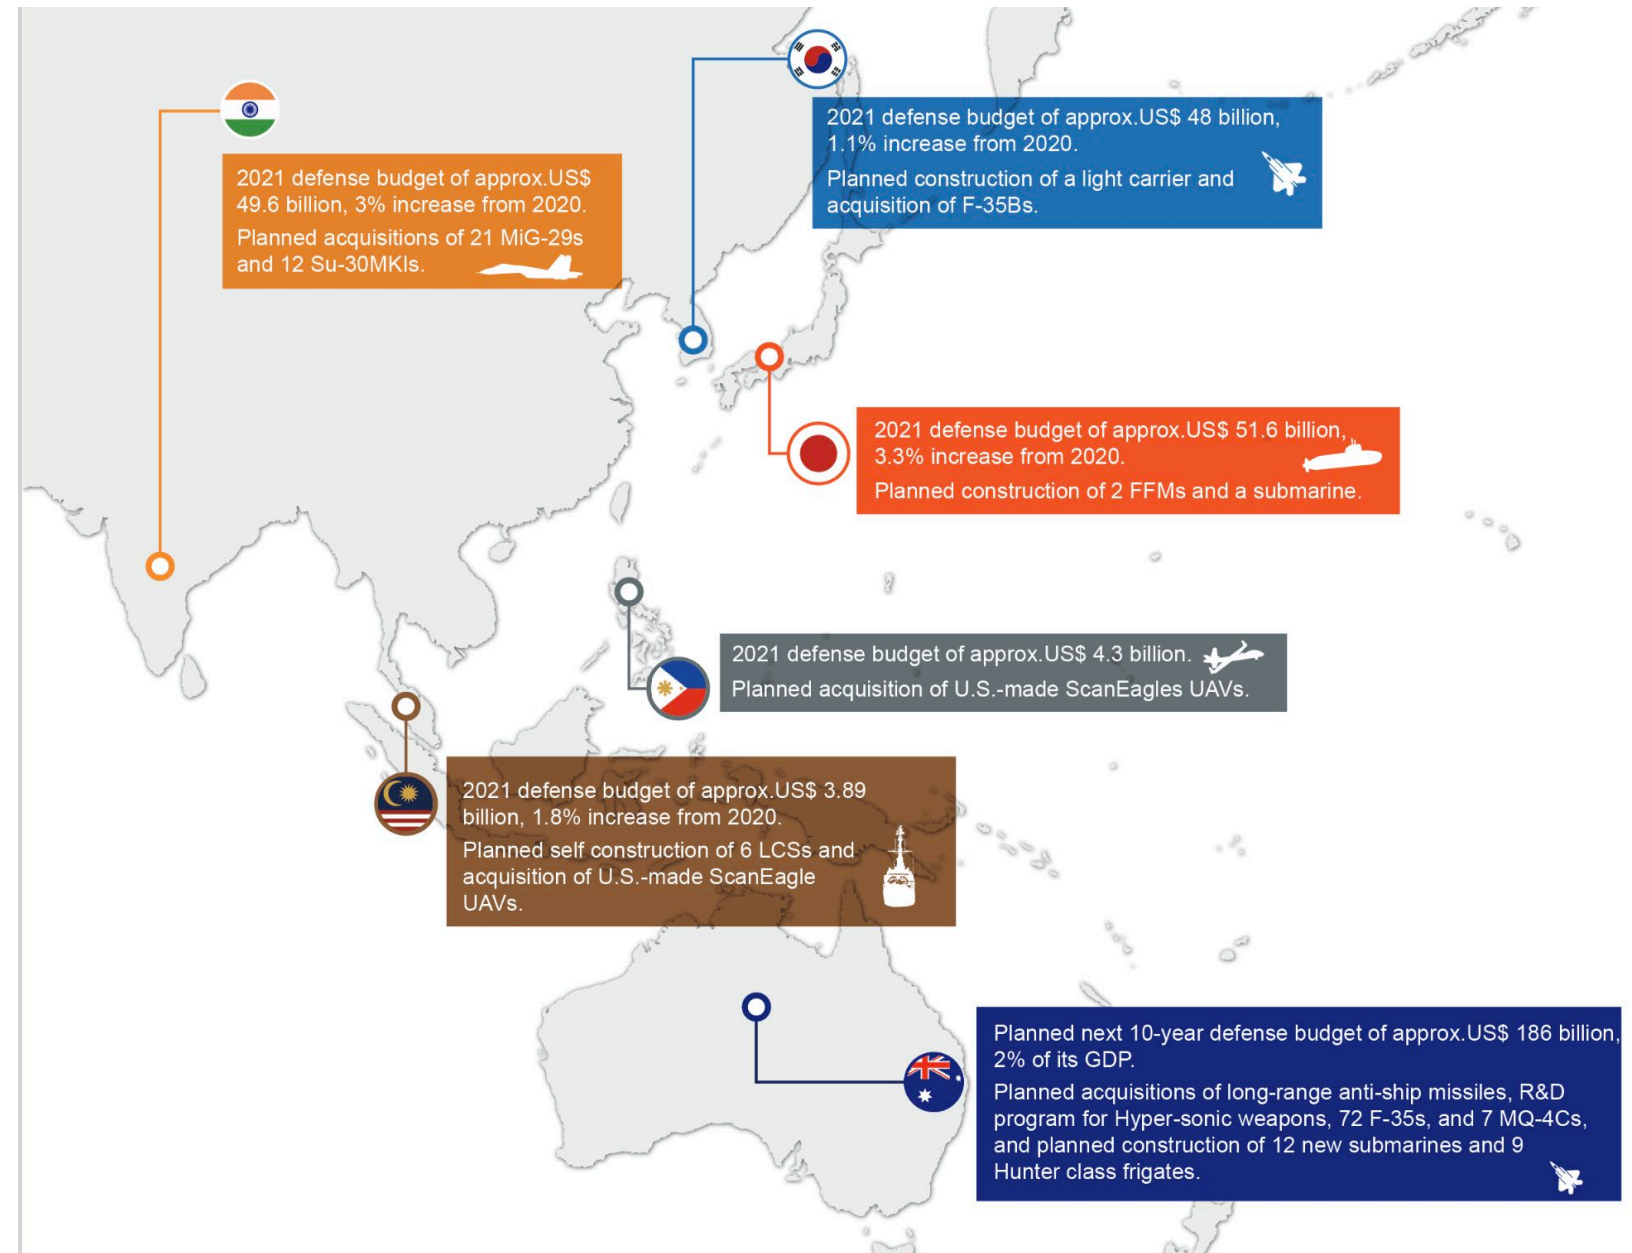 2021 defense budget of approx.US$ 48 billion,
1.1% increase from 2020.
Planned construction of a light carrier and
acquisition of F-35Bs.
2021 defense budget of approx.US$
49.6 billion, 3% increase from 2020.
Planned acquisitions of 21 MiG-29s
and 12 Su-30MKIs.
2021 defense budget of approx.US$ 51.6 billion,
3.3% increase from 2020.
Planned construction of 2 FFMs and a submarine.
2021 defense budget of approx.US$ 4.3 billion.
Planned acquisition of U.S.-made ScanEagles UAVs.
2021 defense budget of approx.US$ 3.89
billion, 1.8% increase from 2020.
Planned self construction of 6 LCSs and
acquisition of U.S.-made ScanEagle
UAVs.
Planned next 10-year defense budget of approx.US$ 186 billion,
2% of its GDP.
Planned acquisitions of long-range anti-ship missiles, R&D
program for Hyper-sonic weapons, 72 F-35s, and 7 MQ-4Cs,
and planned construction of 12 new submarines and 9
Hunter class frigates.